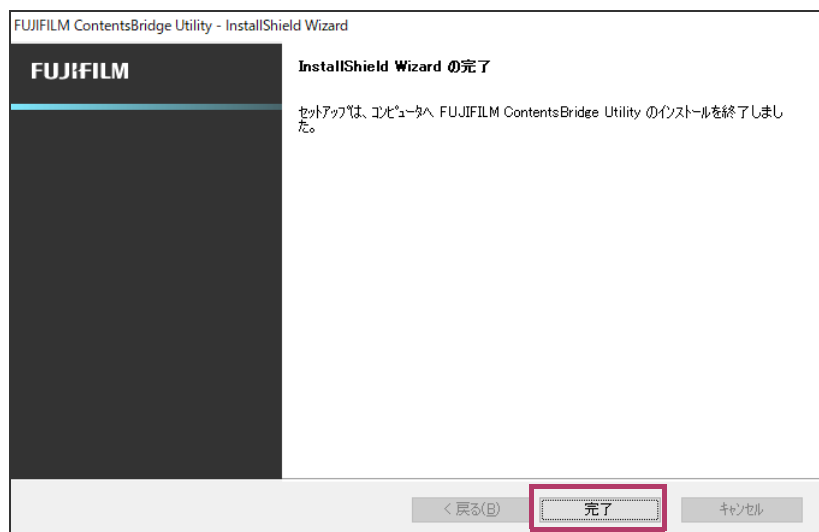 FUJIFILM ContentsBridge Utility - InstallShield Wizard
FUJIFILM
InstallShield Wizard の完了
ｾｯﾄｱｯﾌﾟは、ｺﾝﾋﾟｭｰﾀへ FUJIFILM ContentsBridge Utility のｲﾝｽﾄｰﾙを終了しまし
た。
< 戻る(B)
完了
ｷｬﾝｾﾙ